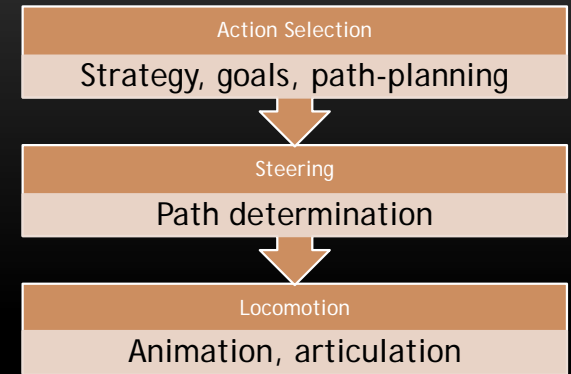 Action Selection
Strategy, goals, path-planning
Steering
Path determination
Locomotion
Animation, articulation